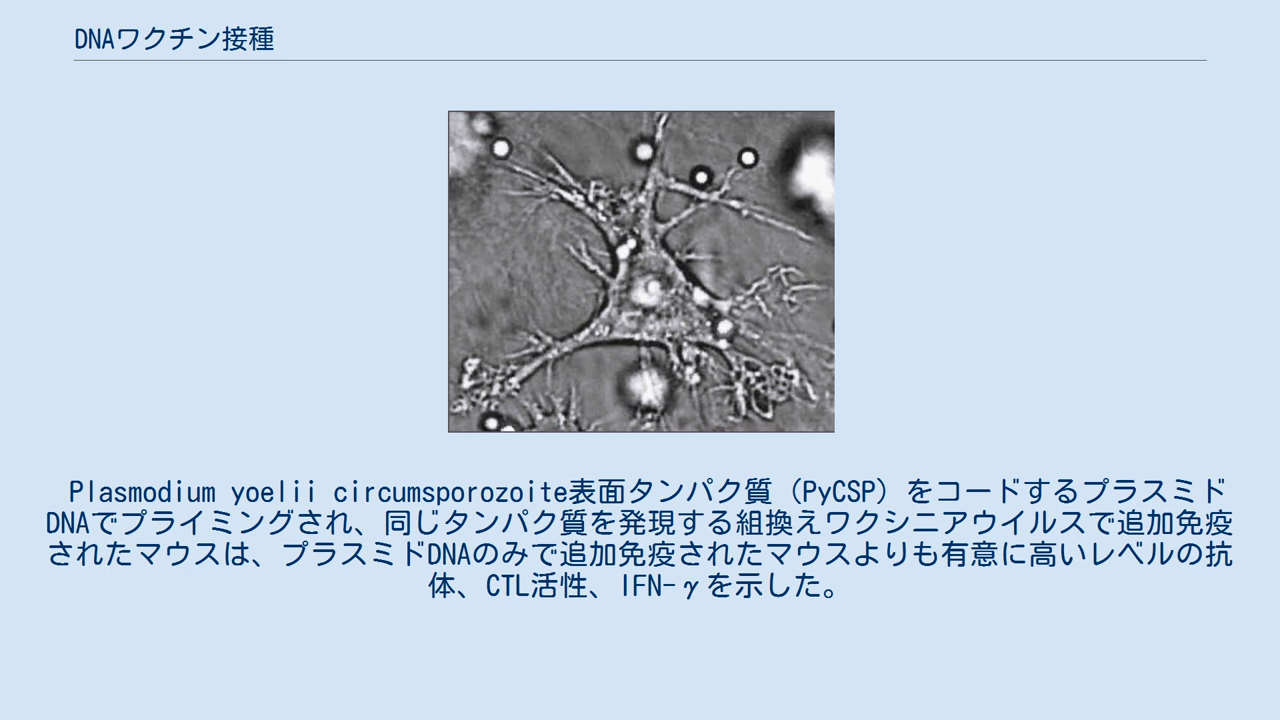 DNAワクチン接種
Plasmodium yoelii circumsporozoite表面タンパク質（PyCSP）をコードするプラスミド
DNAでプライミングされ、同じタンパク質を発現する組換えワクシニアウイルスで追加免疫
されたマウスは、プラスミドDNAのみで追加免疫されたマウスよりも有意に高いレベルの抗
体、CTL活性、IFN-γを示した。